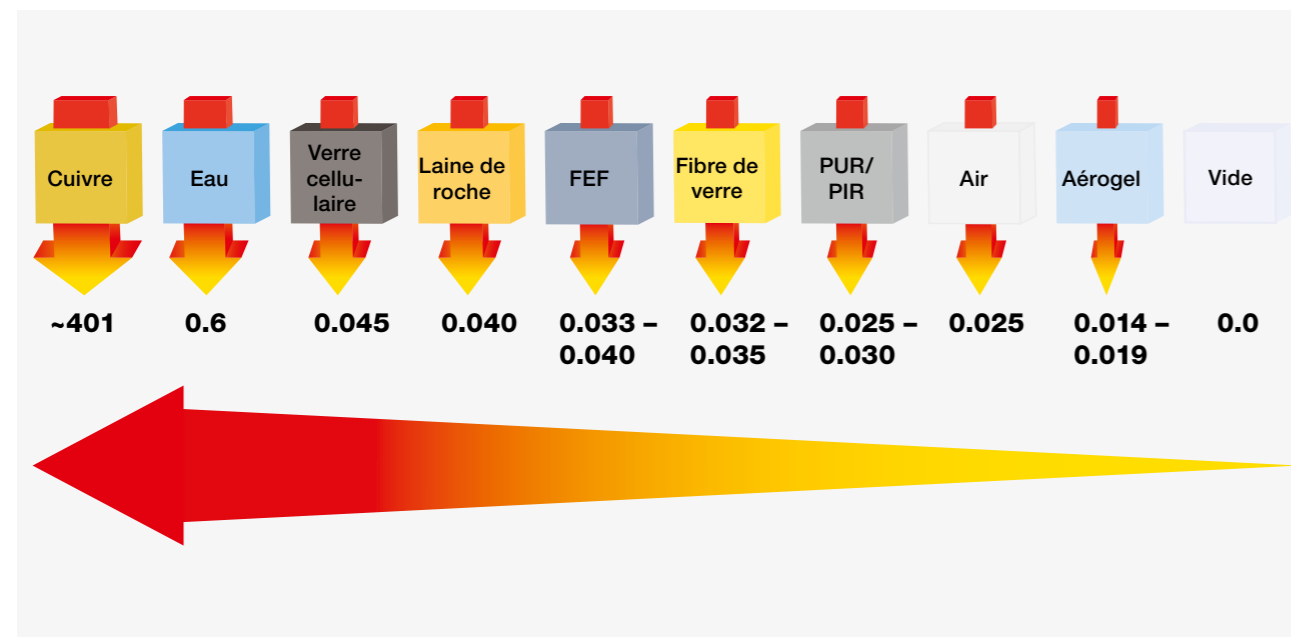 Cuivre
Eau
Verre
cellu-
laire
Laine de
roche
FEF
Fibre de
verre
PUR/
PIR
Air
Aérogel
Vide
~401
0.6
0.045
0.040
0.033 –
0.040
0.032 –
0.035
0.025 –
0.030
0.025
0.014 –
0.019
0.0